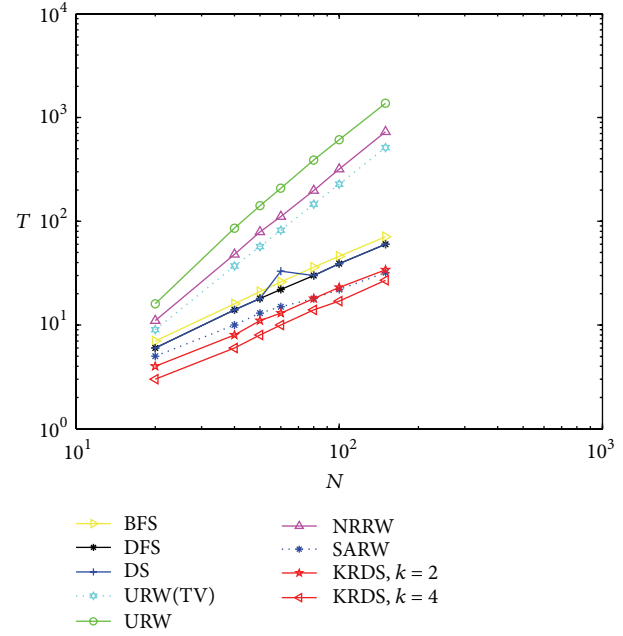 10^4
10^3
10^2
10^1
10^0
T
10^1
10^2
10^3
N
BFS
DFS
DS
URW(TV)
URW
NRRW
SARW
KRDS, k = 2
KRDS, k = 4